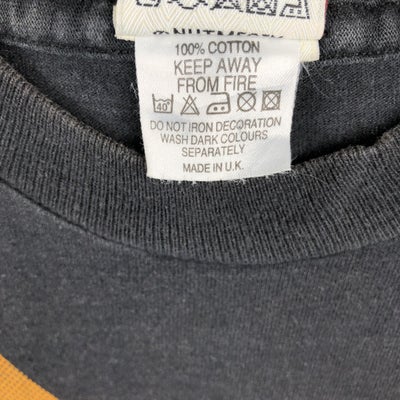 100% COTTON
KEEP AWAY
FROM FIRE
40°
DO NOT IRON DECORATION
WASH DARK COLOURS
SEPARATELY
MADE IN U.K.